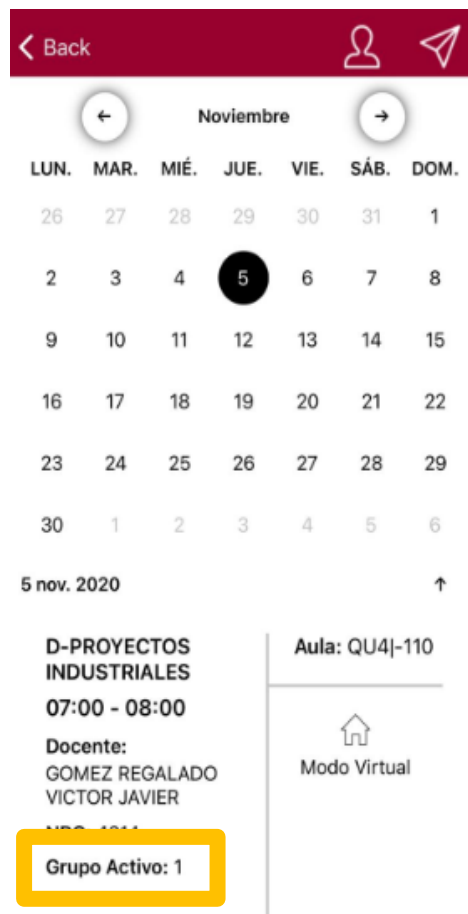 Back
Noviembre
LUN. MAR. MIÉ. JUE. VIE. SÁB. DOM.
26 27 28 29 30 31 1
2 3 4 5 6 7 8
9 10 11 12 13 14 15
16 17 18 19 20 21 22
23 24 25 26 27 28 29
30 1 2 3 4 5 6
5 nov. 2020
D-PROYECTOS
INDUSTRIALES
07:00 - 08:00
Docente:
GOMEZ REGALADO
VICTOR JAVIER
Grupo Activo: 1
Aula: QU4|-110
Modo Virtual